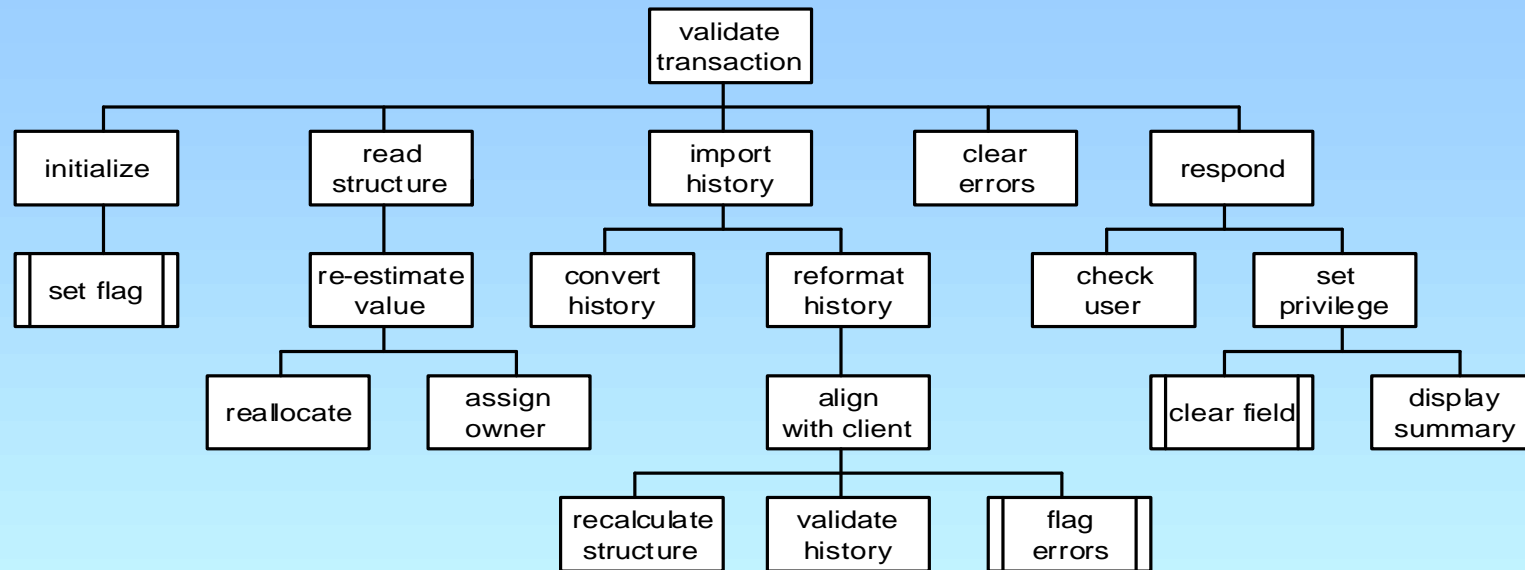 validate
transaction
initialize
read
structure
import
history
clear
errors
respond
set flag
re-estimate
value
convert
history
reformat
history
check
user
set
privilege
reallocate
assign
owner
align
with client
clear field
display
summary
recalculate
structure
validate
history
flag
errors